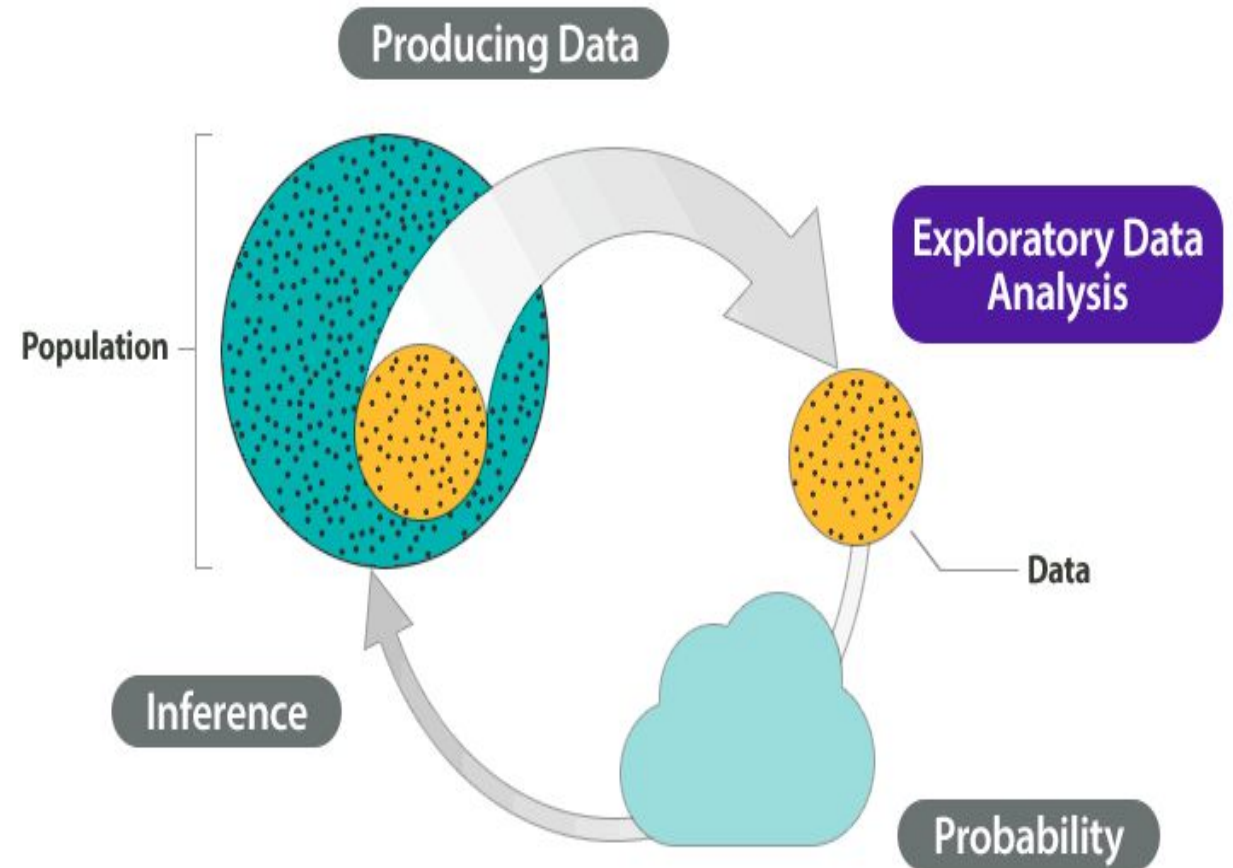 Producing Data
Exploratory Data
Analysis
Population
Data
Inference
Probability